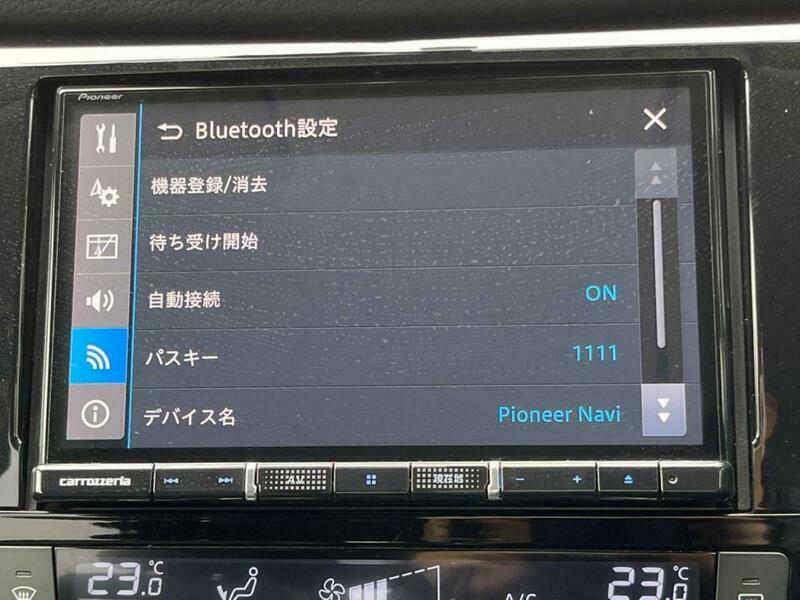 Pioneer
Bluetooth設定
機器登録/消去
待ち受け開始
自動接続 ON
パスキー 1111
デバイス名 Pioneer Navi
carrozzeria AV 現在地 − +
23.0℃ A/C 23.0℃